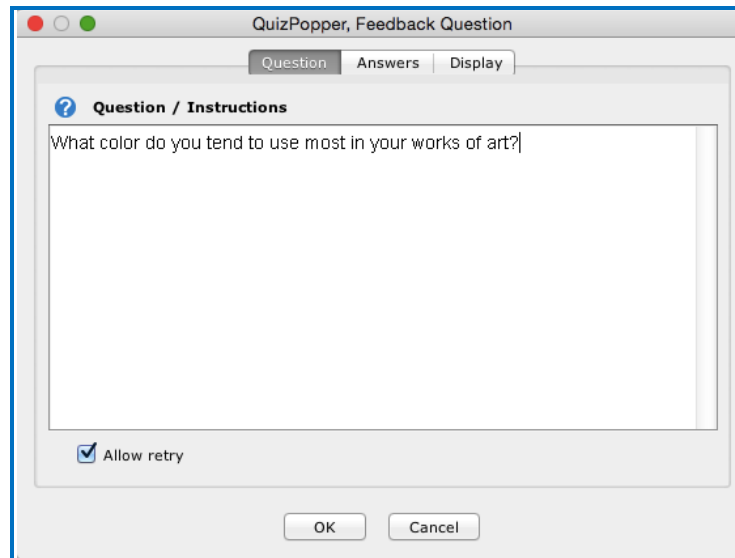 QuizPopper, Feedback Question
Question Answers Display
? Question / Instructions
What color do you tend to use most in your works of art?
Allow retry
OK Cancel